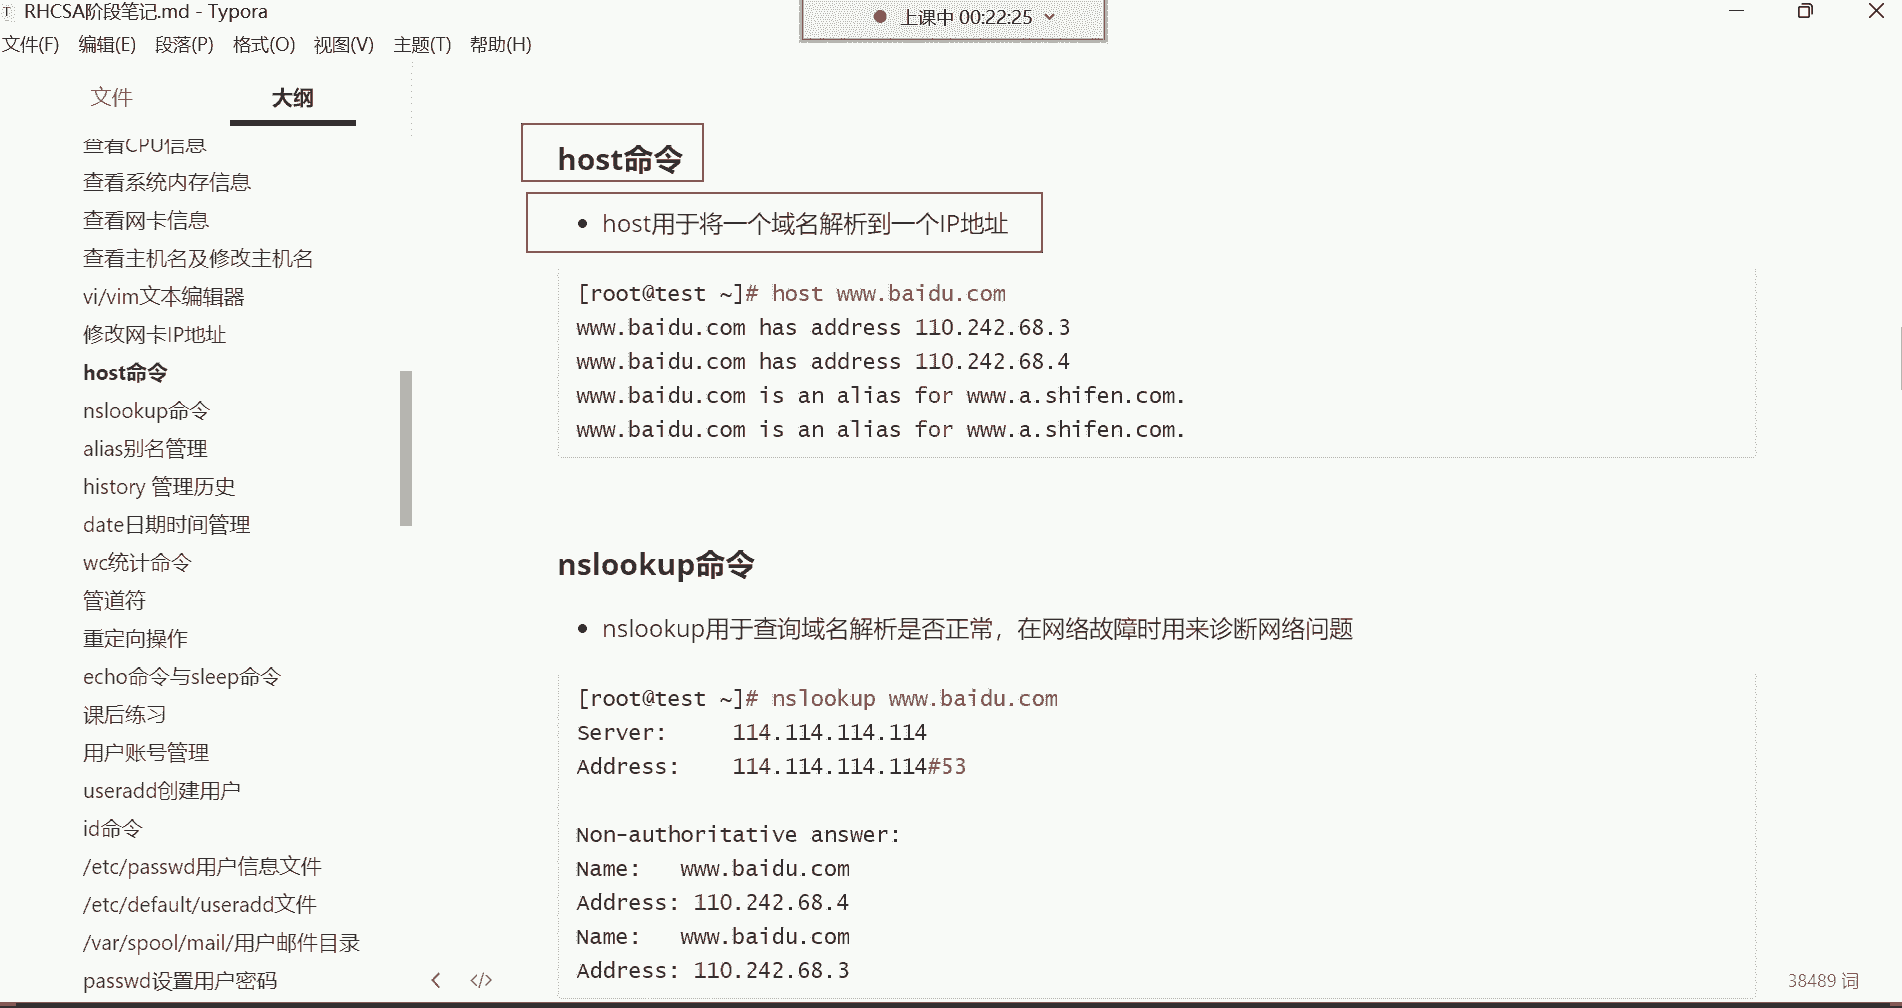 RHCSA阶段笔记.md - Typora
上课中 00:22:25
文件(F) 编辑(E) 段落(P) 格式(O) 视图(V) 主题(T) 帮助(H)
文件 大纲
查看CPU信息
查看系统内存信息
查看网卡信息
查看主机名及修改主机名
vi/vim文本编辑器
修改网卡IP地址
host命令
nslookup命令
alias别名管理
history 管理历史
date日期时间管理
wc统计命令
管道符
重定向操作
echo命令与sleep命令
课后练习
用户账号管理
useradd创建用户
id命令
/etc/passwd用户信息文件
/etc/default/useradd文件
/var/spool/mail/用户邮件目录
passwd设置用户密码
host命令
• host用于将一个域名解析到一个IP地址
[root@test ~]# host www.baidu.com
www.baidu.com has address 110.242.68.3
www.baidu.com has address 110.242.68.4
www.baidu.com is an alias for www.a.shifen.com.
www.baidu.com is an alias for www.a.shifen.com.
nslookup命令
• nslookup用于查询域名解析是否正常，在网络故障时用来诊断网络问题
[root@test ~]# nslookup www.baidu.com
Server: 114.114.114.114
Address: 114.114.114.114#53
Non-authoritative answer:
Name: www.baidu.com
Address: 110.242.68.4
Name: www.baidu.com
Address: 110.242.68.3
38489 词